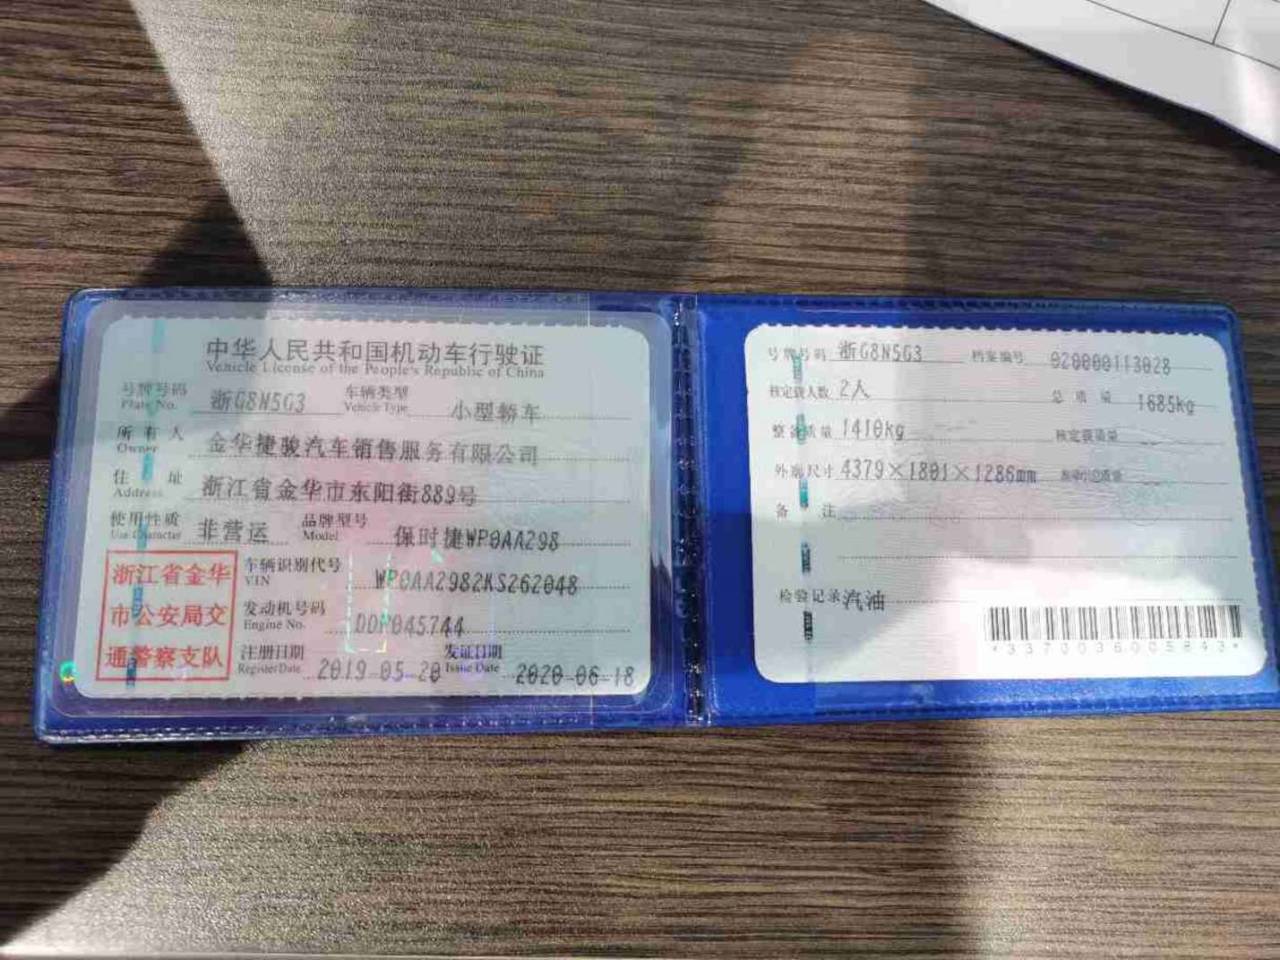 中华人民共和国机动车行驶证
Vehicle License of the People's Republic of China
号牌号码 浙G8N5G3 车辆类型 小型轿车
Plate No. Vehicle Type
所有人 金华捷骏汽车销售服务有限公司
Owner
住址 浙江省金华市东阳街889号
Address
使用性质 非营运 品牌型号 保时捷WP0AA298
Use Character Model
浙江省金华
市公安局交
通警察支队
车辆识别代号 WP0AA2982KS262048
VIN
发动机号码 DDP045744
Engine No.
注册日期 2019-05-20 发证日期 2020-06-18
Register Date Issue Date
号牌号码 浙G8N5G3 档案编号 020000113028
核定载人数 2人 总质量 1685kg
整备质量 1410kg 核定载质量
外廓尺寸 4379×1801×1286mm 准牵引总质量
备注
检验记录 汽油
*3370036005843*